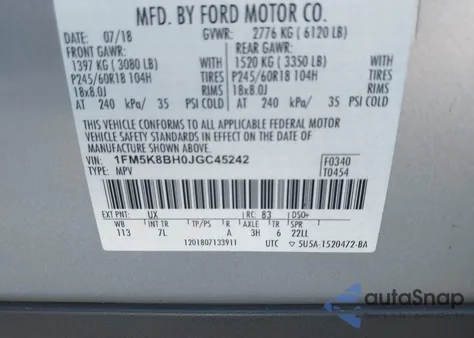 MFD. BY FORD MOTOR CO.
DATE: 07/18 GVWR: 2776 KG ( 6120 LB)
FRONT GAWR: REAR GAWR:
1397 KG ( 3080 LB) WITH 1520 KG ( 3350 LB) WITH
P245/60R18 104H TIRES P245/60R18 104H TIRES
18x8.0J RIMS 18x8.0J RIMS
AT 240 kPa/ 35 PSI COLD AT 240 kPa/ 35 PSI COLD
THIS VEHICLE CONFORMS TO ALL APPLICABLE FEDERAL MOTOR
VEHICLE SAFETY STANDARDS IN EFFECT ON THE DATE OF
MANUFACTURE SHOWN ABOVE.
VIN: 1FM5K8BH0JGC45242 F0340
TYPE: MPV T0454
EXT PNT: UX RC: 83 DSO:
WB INT TR TP/PS R AXLE TR SPR
113 7L A 3H 6 22LL
1201807133911 UTC 5U5A-1520472-BA
autoSnap